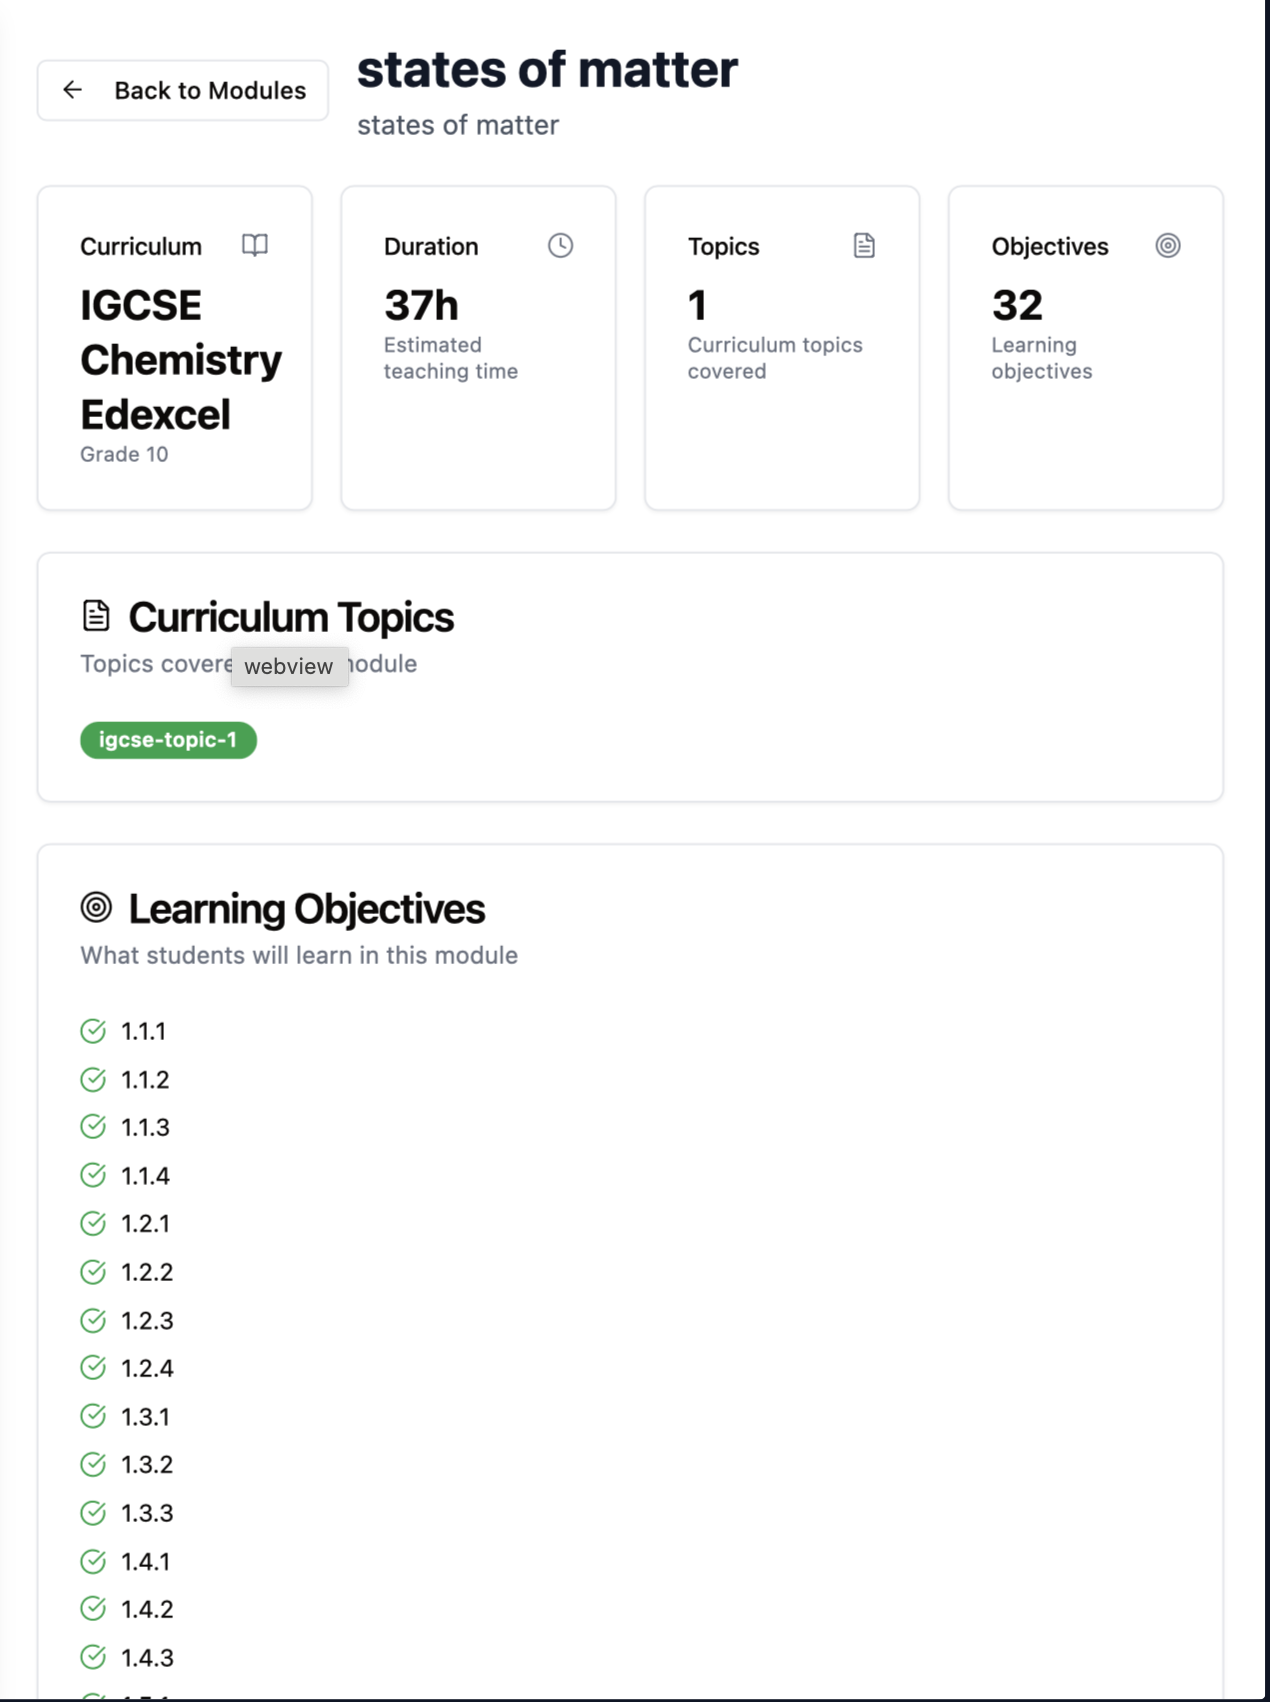 Back to Modules
states of matter
states of matter
Curriculum
IGCSE
Chemistry
Edexcel
Grade 10
Duration
37h
Estimated
teaching time
Topics
1
Curriculum topics
covered
Objectives
32
Learning
objectives
Curriculum Topics
Topics webview
igcse-topic-1
Learning Objectives
What students will learn in this module
1.1.1
1.1.2
1.1.3
1.1.4
1.2.1
1.2.2
1.2.3
1.2.4
1.3.1
1.3.2
1.3.3
1.4.1
1.4.2
1.4.3